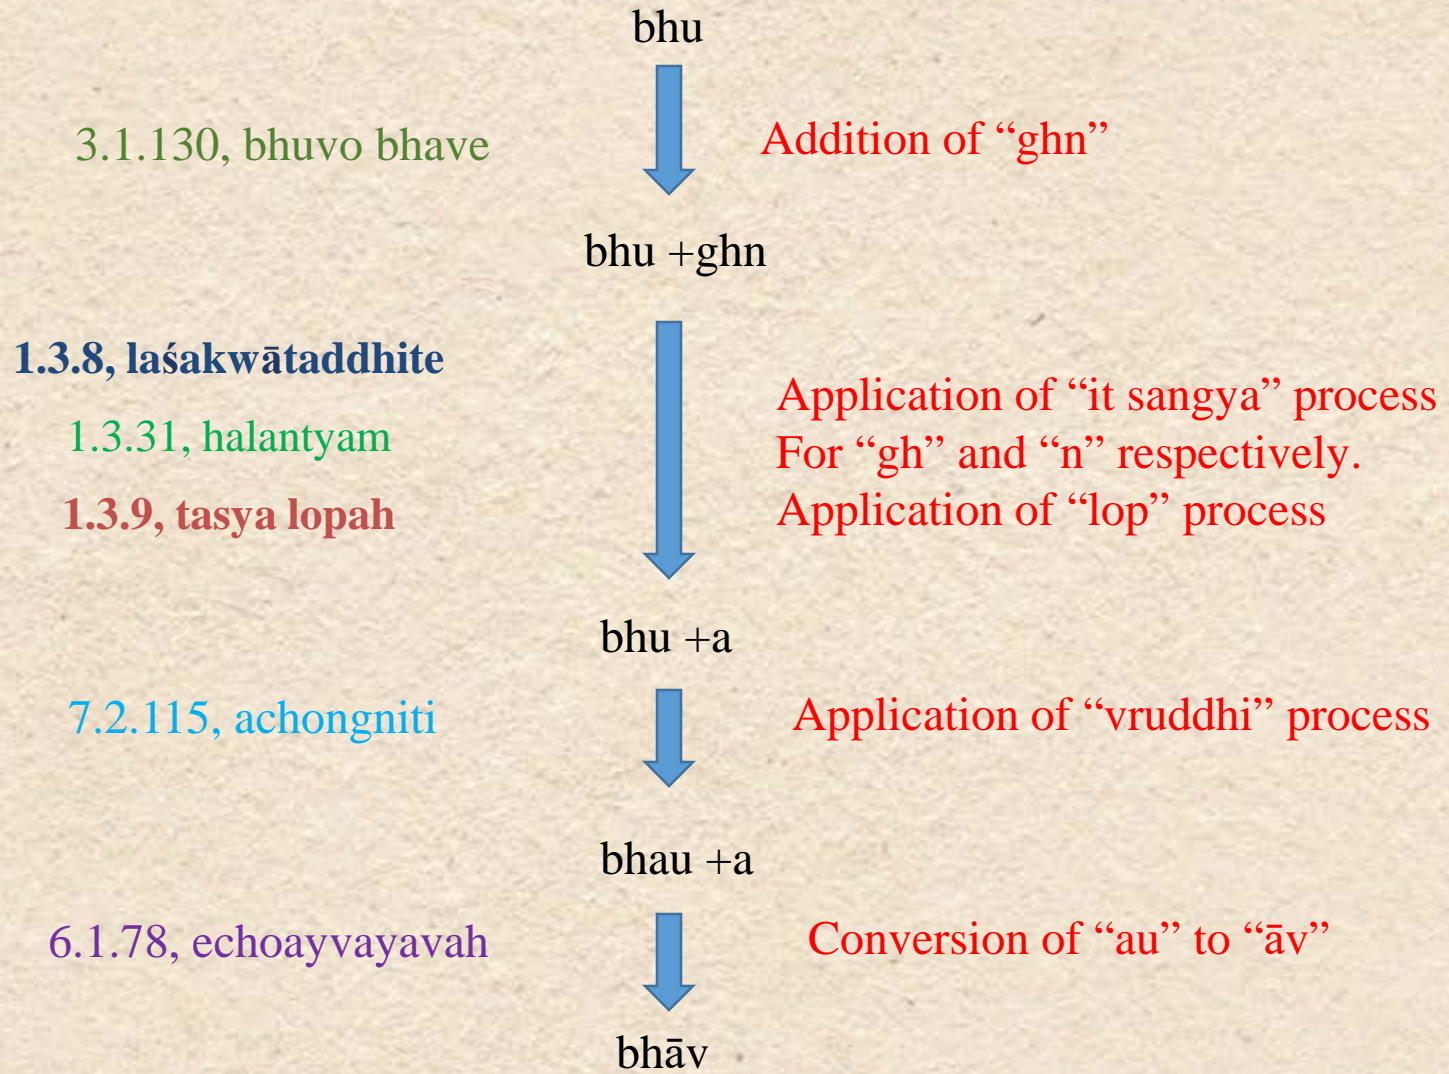 bhu
3.1.130, bhuvo bhave
Addition of “ghn”
bhu +ghn
1.3.8, laśakwātaddhite
1.3.31, halantyam
1.3.9, tasya lopah
Application of “it sangya” process
For “gh” and “n” respectively.
Application of “lop” process
bhu +a
7.2.115, achongniti
Application of “vruddhi” process
bhau +a
6.1.78, echoayvayavah
Conversion of “au” to “āv”
bhāv